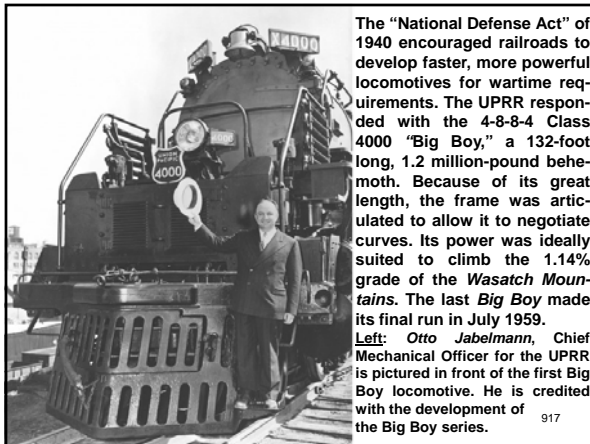 X4000
4000
UNION
PACIFIC
4000
The “National Defense Act” of
1940 encouraged railroads to
develop faster, more powerful
locomotives for wartime req-
uirements. The UPRR respon-
ded with the 4-8-8-4 Class
4000 “Big Boy,” a 132-foot
long, 1.2 million-pound behe-
moth. Because of its great
length, the frame was artic-
ulated to allow it to negotiate
curves. Its power was ideally
suited to climb the 1.14%
grade of the Wasatch Moun-
tains. The last Big Boy made
its final run in July 1959.
Left: Otto Jabelmann, Chief
Mechanical Officer for the UPRR
is pictured in front of the first Big
Boy locomotive. He is credited
with the development of
the Big Boy series.
917